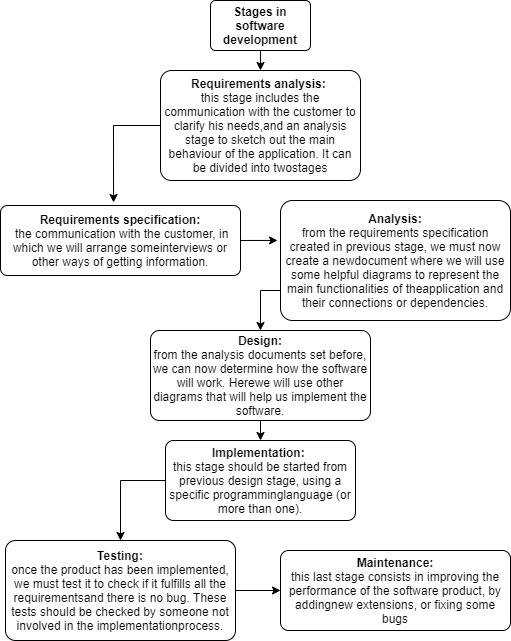 Stages in
software
development
Requirements analysis:
this stage includes the
communication with the customer to
clarify his needs,and an analysis
stage to sketch out the main
behaviour of the application. It can
be divided into twostages
Requirements specification:
the communication with the customer, in
which we will arrange someinterviews or
other ways of getting information.
Analysis:
from the requirements specification
created in previous stage, we must now
create a newdocument where we will use
some helpful diagrams to represent the
main functionalities of theapplication and
their connections or dependencies.
Design:
from the analysis documents set before,
we can now determine how the software
will work. Herewe will use other
diagrams that will help us implement the
software.
Implementation:
this stage should be started from
previous design stage, using a
specific programminglanguage (or
more than one).
Testing:
once the product has been implemented,
we must test it to check if it fulfills all the
requirementsand there is no bug. These
tests should be checked by someone not
involved in the implementationprocess.
Maintenance:
this last stage consists in improving the
performance of the software product, by
addingnew extensions, or fixing some
bugs